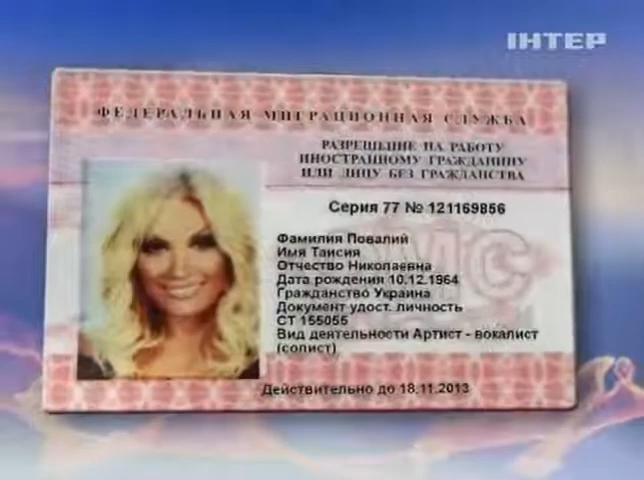 ІНТЕР
ФЕДЕРАЛЬНАЯ МИГРАЦИОННАЯ СЛУЖБА
РАЗРЕШЕНИЕ НА РАБОТУ
ИНОСТРАННОМУ ГРАЖДАНИНУ
ИЛИ ЛИЦУ БЕЗ ГРАЖДАНСТВА
Серия 77 № 121169856
Фамилия Повалий
Имя Таисия
Отчество Николаевна
Дата рождения 10.12.1964
Гражданство Украина
Документ удост. личность
СТ 155055
Вид деятельности Артист - вокалист
(солист)
Действительно до 18.11.2013